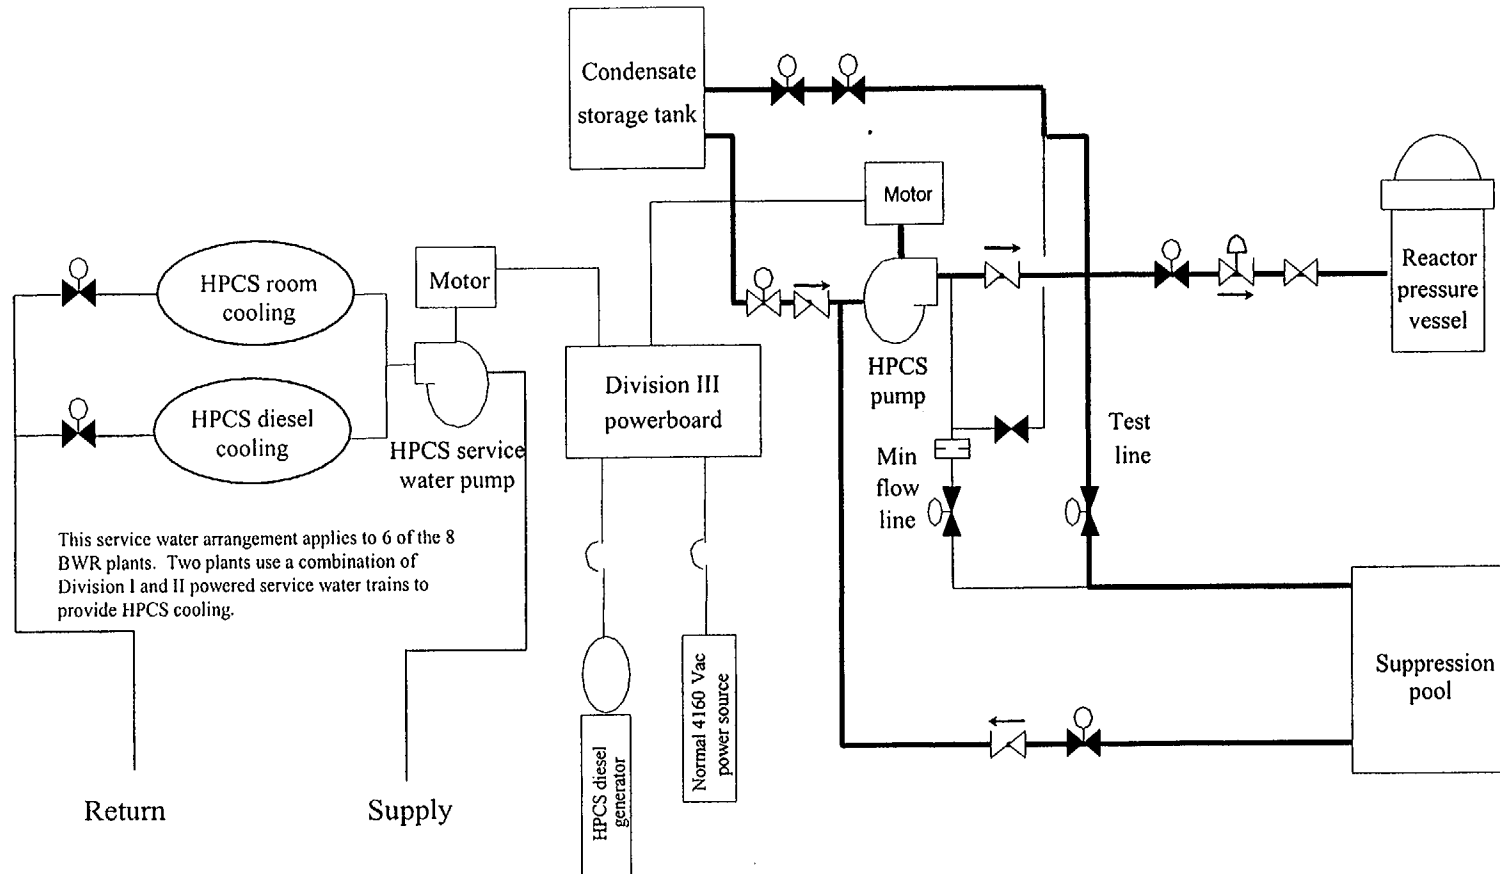 Condensate
storage tank
Motor
Reactor
pressure
vessel
HPCS room
cooling
Motor
HPCS
pump
Division III
powerboard
HPCS diesel
cooling
HPCS service
water pump
Test
line
Min
flow
line
This service water arrangement applies to 6 of the 8
BWR plants. Two plants use a combination of
Division I and II powered service water trains to
provide HPCS cooling.
Suppression
pool
Normal 4160 Vac
power source
HPCS diesel
generator
Return
Supply